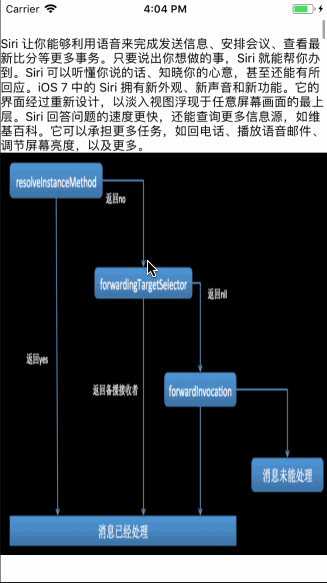 Carrier 4:04 PM
Siri 让你能够利用语音来完成发送信息、安排会议、查看最
新比分等更多事务。只要说出你想做的事，Siri 就能帮你办
到。Siri 可以听懂你说的话、知晓你的心意，甚至还能有所
回应。iOS 7 中的 Siri 拥有新外观、新声音和新功能。它的
界面经过重新设计，以淡入视图浮现于任意屏幕画面的最上
层。Siri 回答问题的速度更快，还能查询更多信息源，如维
基百科。它可以承担更多任务，如回电话、播放语音邮件、
调节屏幕亮度，以及更多。
resolveInstanceMethod
返回no
forwardingTargetSelector
返回nil
返回yes
返回备援接收者
forwardInvocation
消息未能处理
消息已经处理